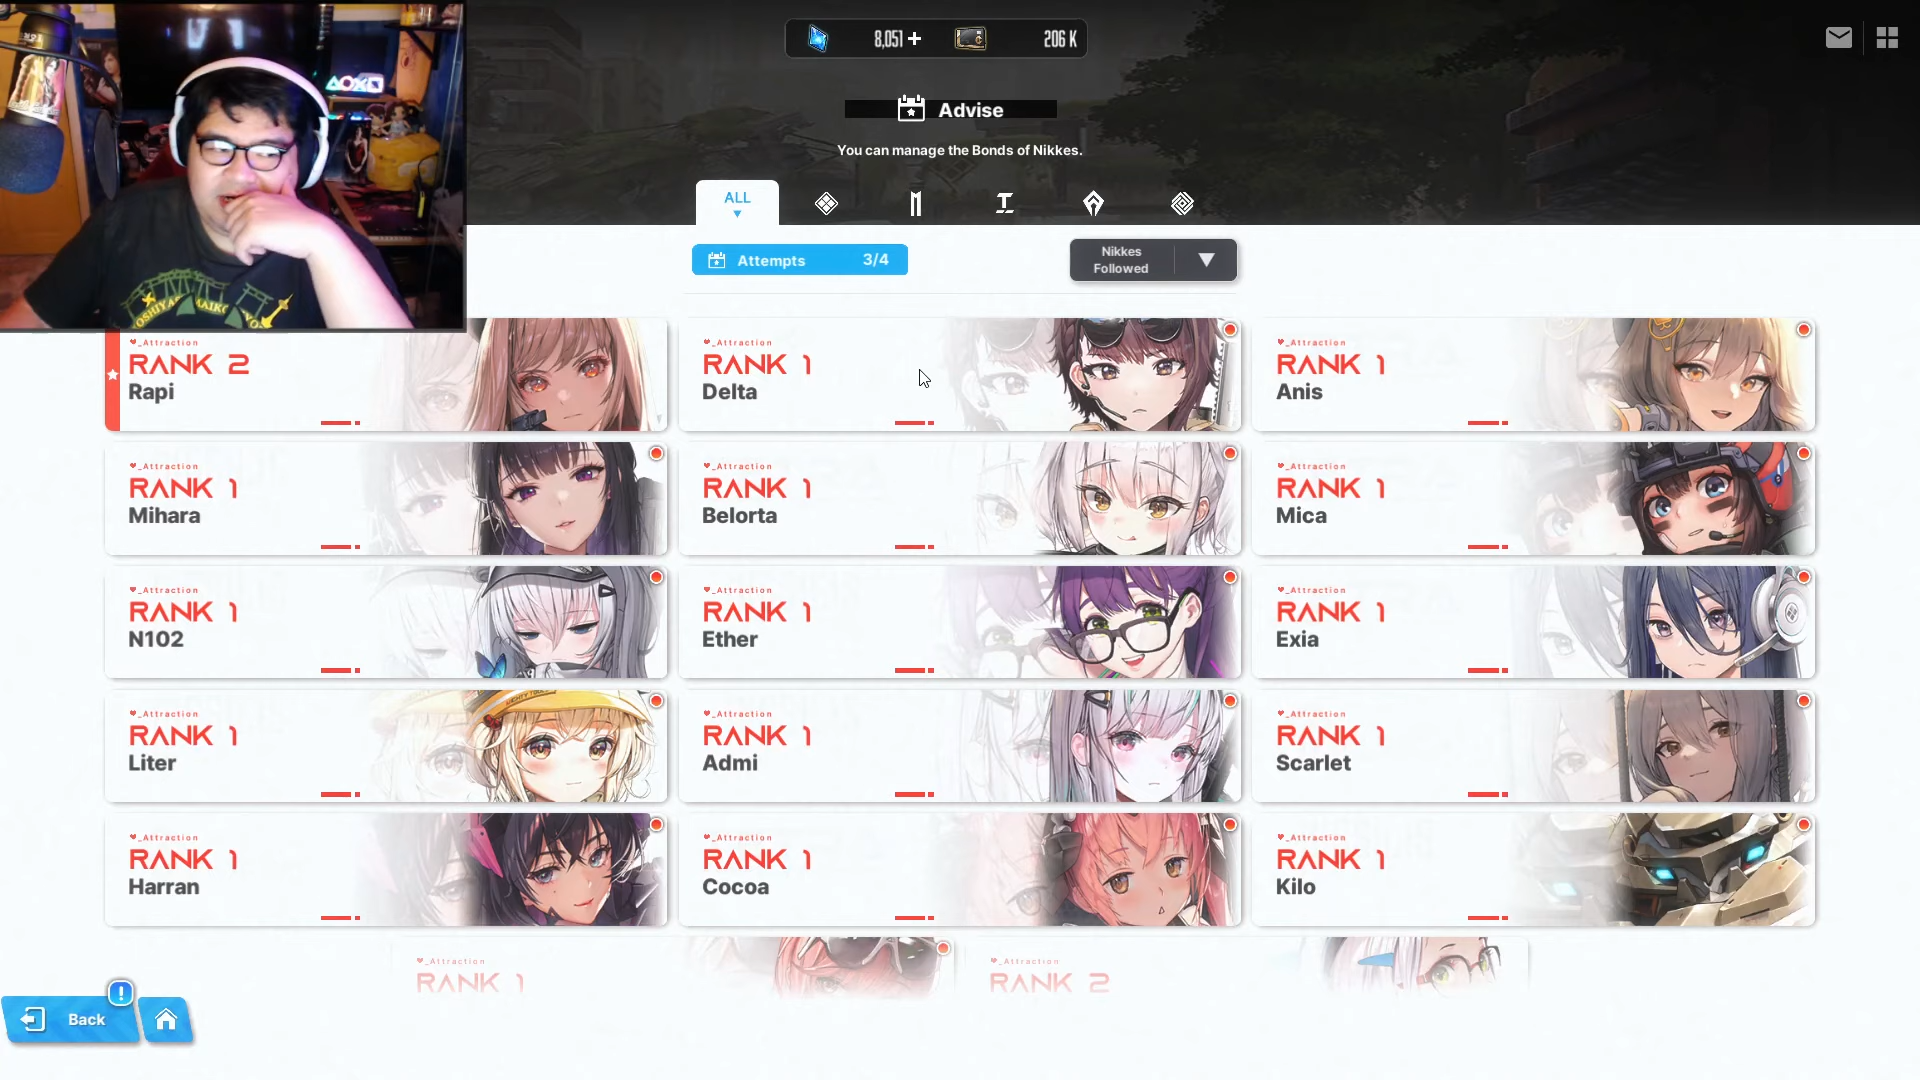 8,051
206 K
Advise
You can manage the Bonds of Nikkes.
ALL
Attempts 3/4
Nikkes
Followed
Attraction
RANK 2
Rapi
Attraction
RANK 1
Delta
Attraction
RANK 1
Anis
Attraction
RANK 1
Mihara
Attraction
RANK 1
Belorta
Attraction
RANK 1
Mica
Attraction
RANK 1
N102
Attraction
RANK 1
Ether
Attraction
RANK 1
Exia
Attraction
RANK 1
Liter
Attraction
RANK 1
Admi
Attraction
RANK 1
Scarlet
Attraction
RANK 1
Harran
Attraction
RANK 1
Cocoa
Attraction
RANK 1
Kilo
Attraction
RANK 1
Attraction
RANK 2
Back